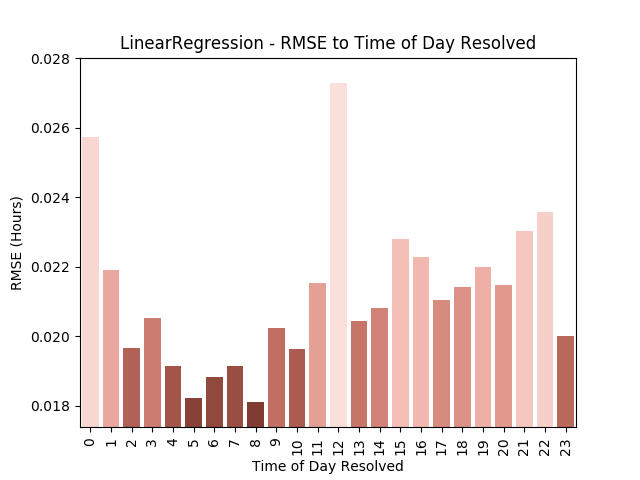 LinearRegression - RMSE to Time of Day Resolved
0.028
0.026
0.024
0.022
0.020
0.018
RMSE (Hours)
0 1 2 3 4 5 6 7 8 9 10 11 12 13 14 15 16 17 18 19 20 21 22 23
Time of Day Resolved